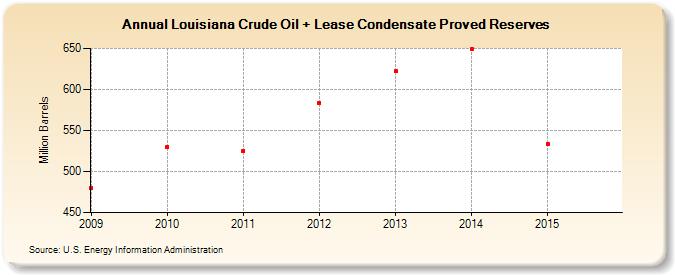 Annual Louisiana Crude Oil + Lease Condensate Proved Reserves
Million Barrels
650
600
550
500
450
2009 2010 2011 2012 2013 2014 2015
Source: U.S. Energy Information Administration